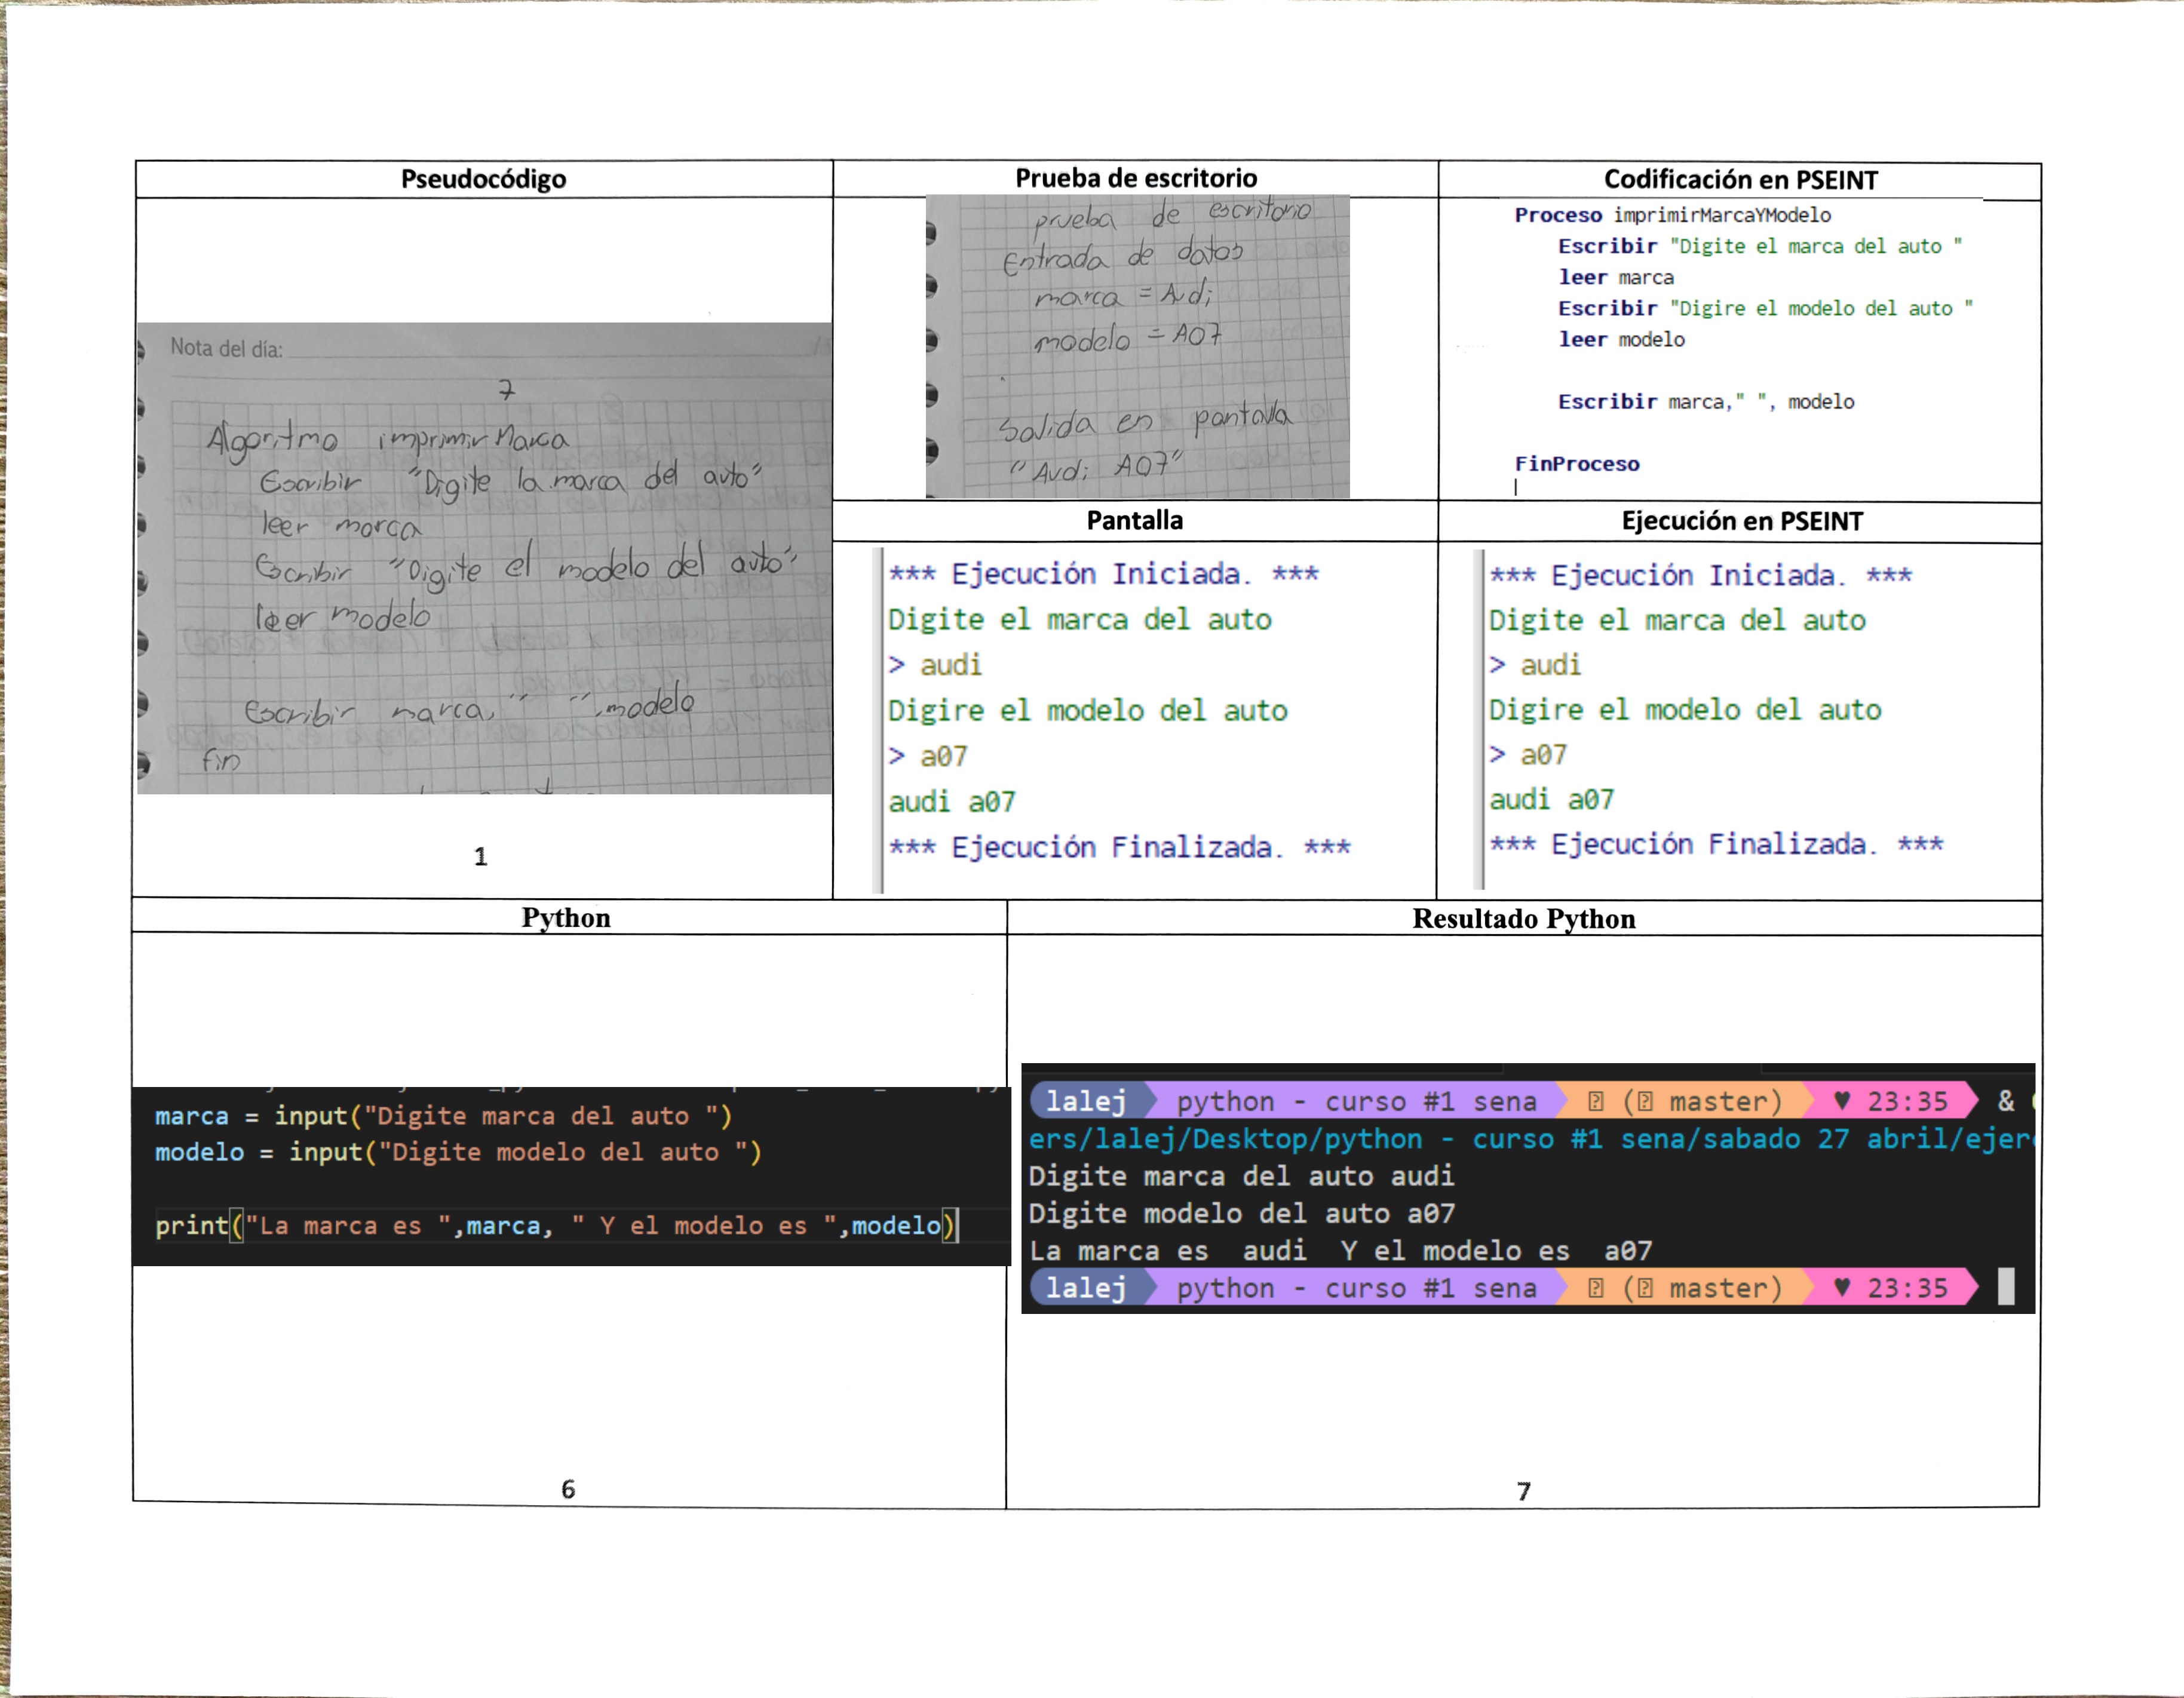 Pseudocódigo
Nota del día:
7
Algoritmo imprimir Marca
Escribir "Digite la marca del auto"
leer marca
Escribir "Digite el modelo del auto"
leer modelo
Escribir marca, " ", modelo
fin
1
Prueba de escritorio
prueba de escritorio
Entrada de datos
marca = Audi
modelo = A07
Salida en pantalla
"Audi A07"
Codificación en PSEINT
Proceso imprimirMarcaYModelo
Escribir "Digite el marca del auto "
leer marca
Escribir "Digire el modelo del auto "
leer modelo
Escribir marca," ", modelo
FinProceso
Pantalla
*** Ejecución Iniciada. ***
Digite el marca del auto
> audi
Digire el modelo del auto
> a07
audi a07
*** Ejecución Finalizada. ***
Ejecución en PSEINT
*** Ejecución Iniciada. ***
Digite el marca del auto
> audi
Digire el modelo del auto
> a07
audi a07
*** Ejecución Finalizada. ***
Python
marca = input("Digite marca del auto ")
modelo = input("Digite modelo del auto ")
print("La marca es ",marca, " Y el modelo es ",modelo)
6
Resultado Python
lalej python - curso #1 sena ( master) ♥ 23:35 &
ers/lalej/Desktop/python - curso #1 sena/sabado 27 abril/ejer
Digite marca del auto audi
Digite modelo del auto a07
La marca es  audi  Y el modelo es  a07
lalej python - curso #1 sena ( master) ♥ 23:35
7